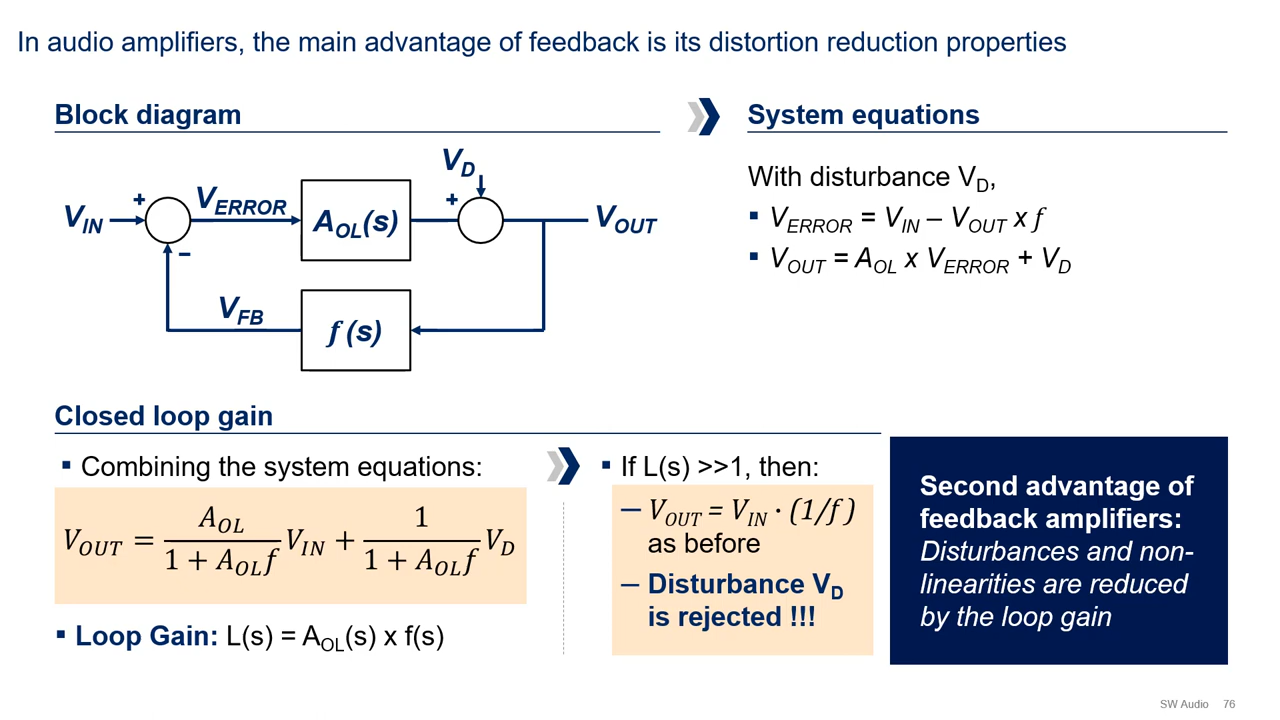 In audio amplifiers, the main advantage of feedback is its distortion reduction properties
Block diagram
V_IN
+
–
V_ERROR
A_OL(s)
+
V_D
V_OUT
V_FB
f (s)
System equations
With disturbance V_D,
▪ V_ERROR = V_IN – V_OUT x f
▪ V_OUT = A_OL x V_ERROR + V_D
Closed loop gain
▪ Combining the system equations:
V_OUT = A_OL / (1 + A_OL f) V_IN + 1 / (1 + A_OL f) V_D
▪ Loop Gain: L(s) = A_OL(s) x f(s)
▪ If L(s) >>1, then:
– V_OUT = V_IN · (1/f)
as before
– Disturbance V_D
is rejected !!!
Second advantage of
feedback amplifiers:
Disturbances and non-
linearities are reduced
by the loop gain
SW Audio 76